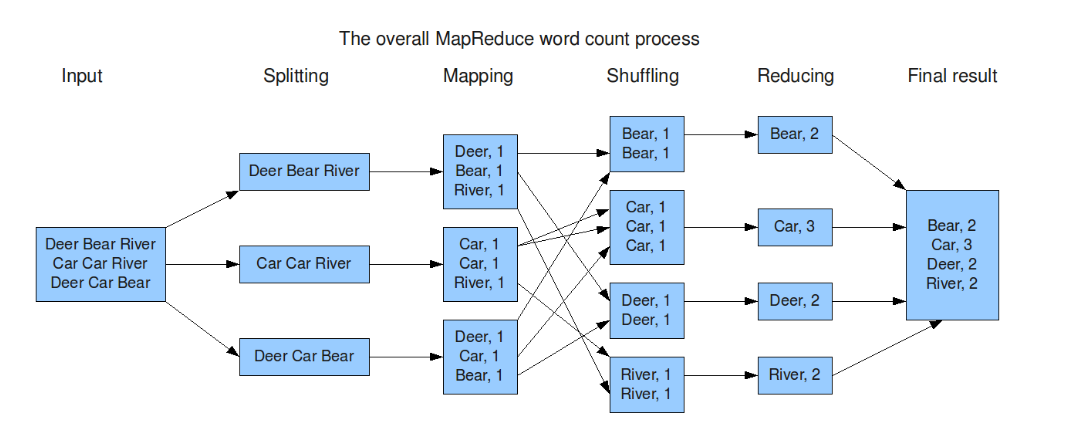 The overall MapReduce word count process
Input
Splitting
Mapping
Shuffling
Reducing
Final result
Deer Bear River
Car Car River
Deer Car Bear
Deer Bear River
Car Car River
Deer Car Bear
Deer, 1
Bear, 1
River, 1
Car, 1
Car, 1
River, 1
Deer, 1
Car, 1
Bear, 1
Bear, 1
Bear, 1
Car, 1
Car, 1
Car, 1
Deer, 1
Deer, 1
River, 1
River, 1
Bear, 2
Car, 3
Deer, 2
River, 2
Bear, 2
Car, 3
Deer, 2
River, 2